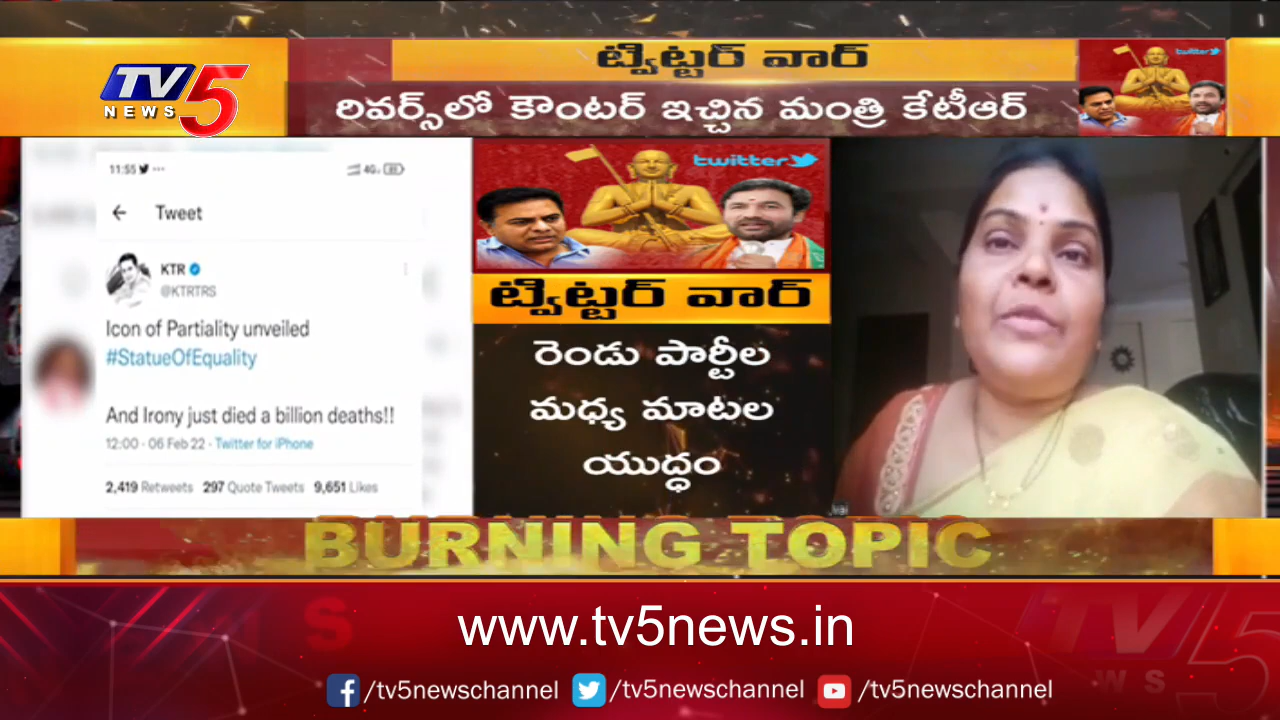 ట్విట్టర్ వార్
TV5
NEWS
రివర్స్‌లో కౌంటర్ ఇచ్చిన మంత్రి కేటీఆర్
twitter
11:55
4G
Tweet
KTR
@KTRTRS
Icon of Partiality unveiled
#StatueOfEquality
And Irony just died a billion deaths!!
12:00 · 06 Feb 22 · Twitter for iPhone
2,419 Retweets 297 Quote Tweets 9,651 Likes
twitter
ట్విట్టర్ వార్
రెండు పార్టీల
మధ్య మాటల
యుద్ధం
BURNING TOPIC
www.tv5news.in
/tv5newschannel /tv5newschannel /tv5newschannel